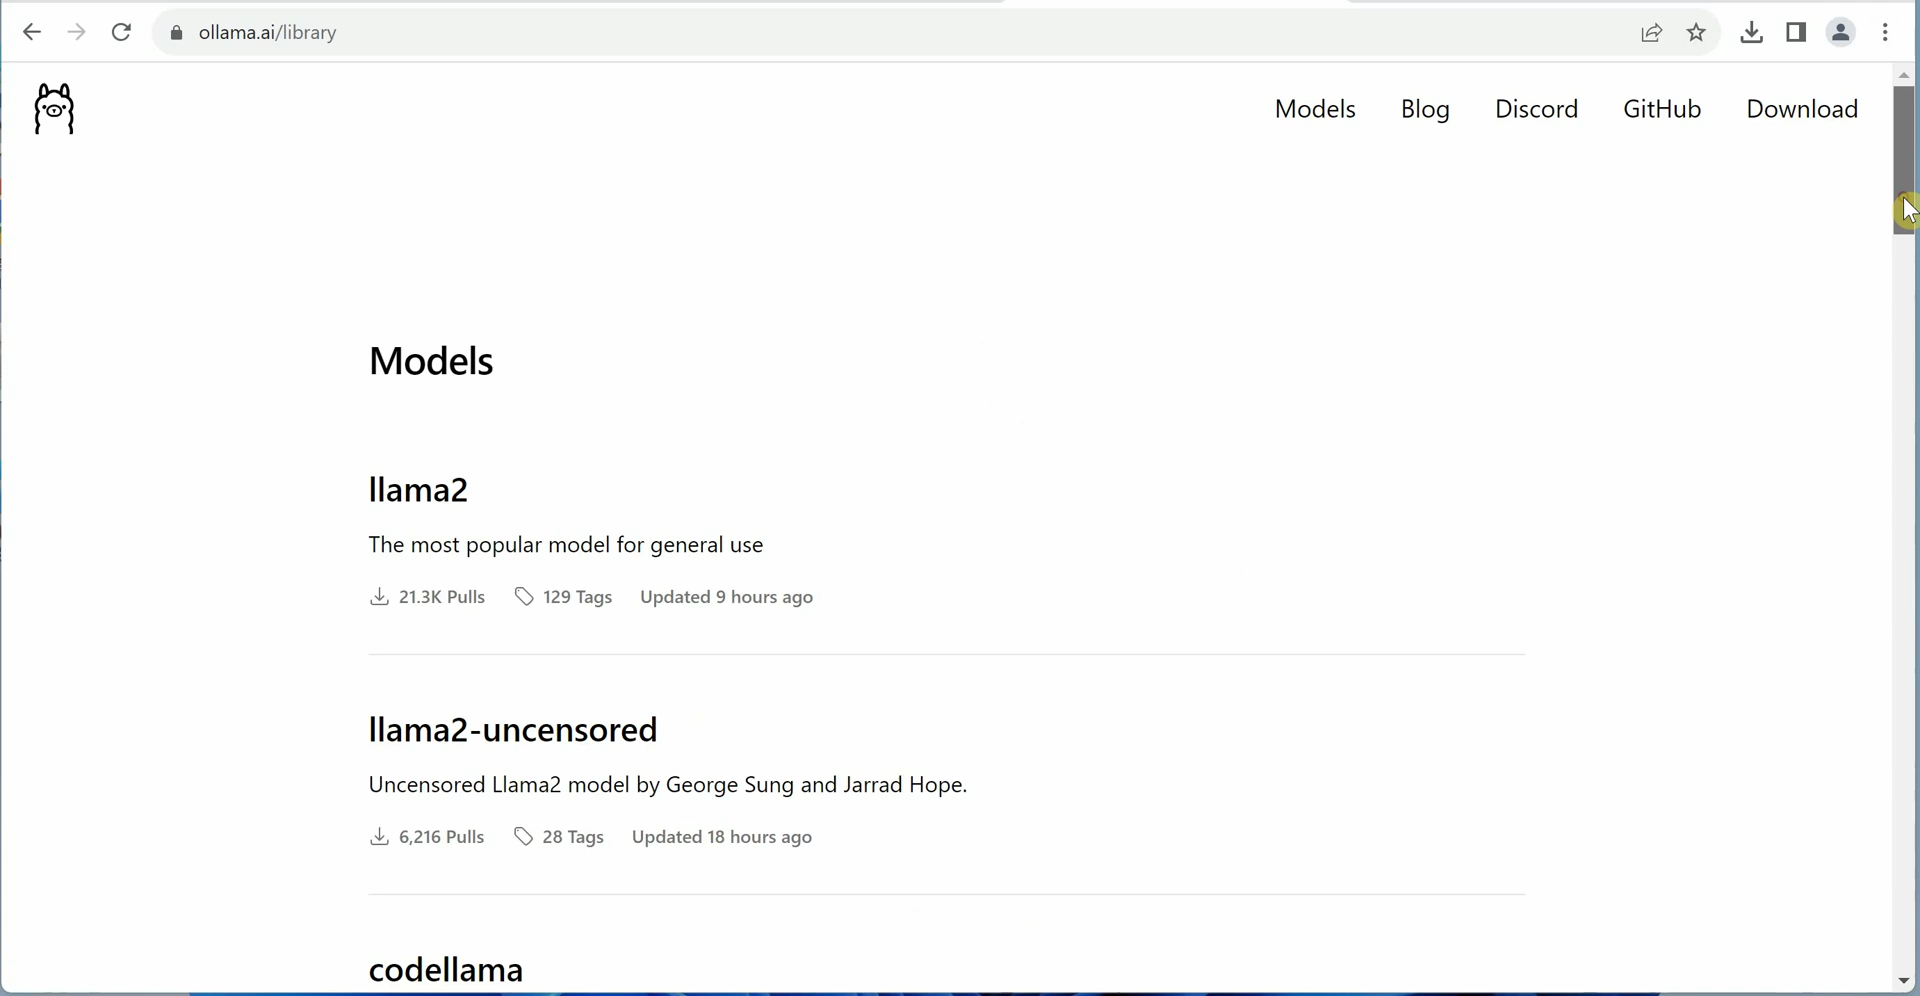 ollama.ai/library
Models Blog Discord GitHub Download
Models
llama2
The most popular model for general use
21.3K Pulls 129 Tags Updated 9 hours ago
llama2-uncensored
Uncensored Llama2 model by George Sung and Jarrad Hope.
6,216 Pulls 28 Tags Updated 18 hours ago
codellama